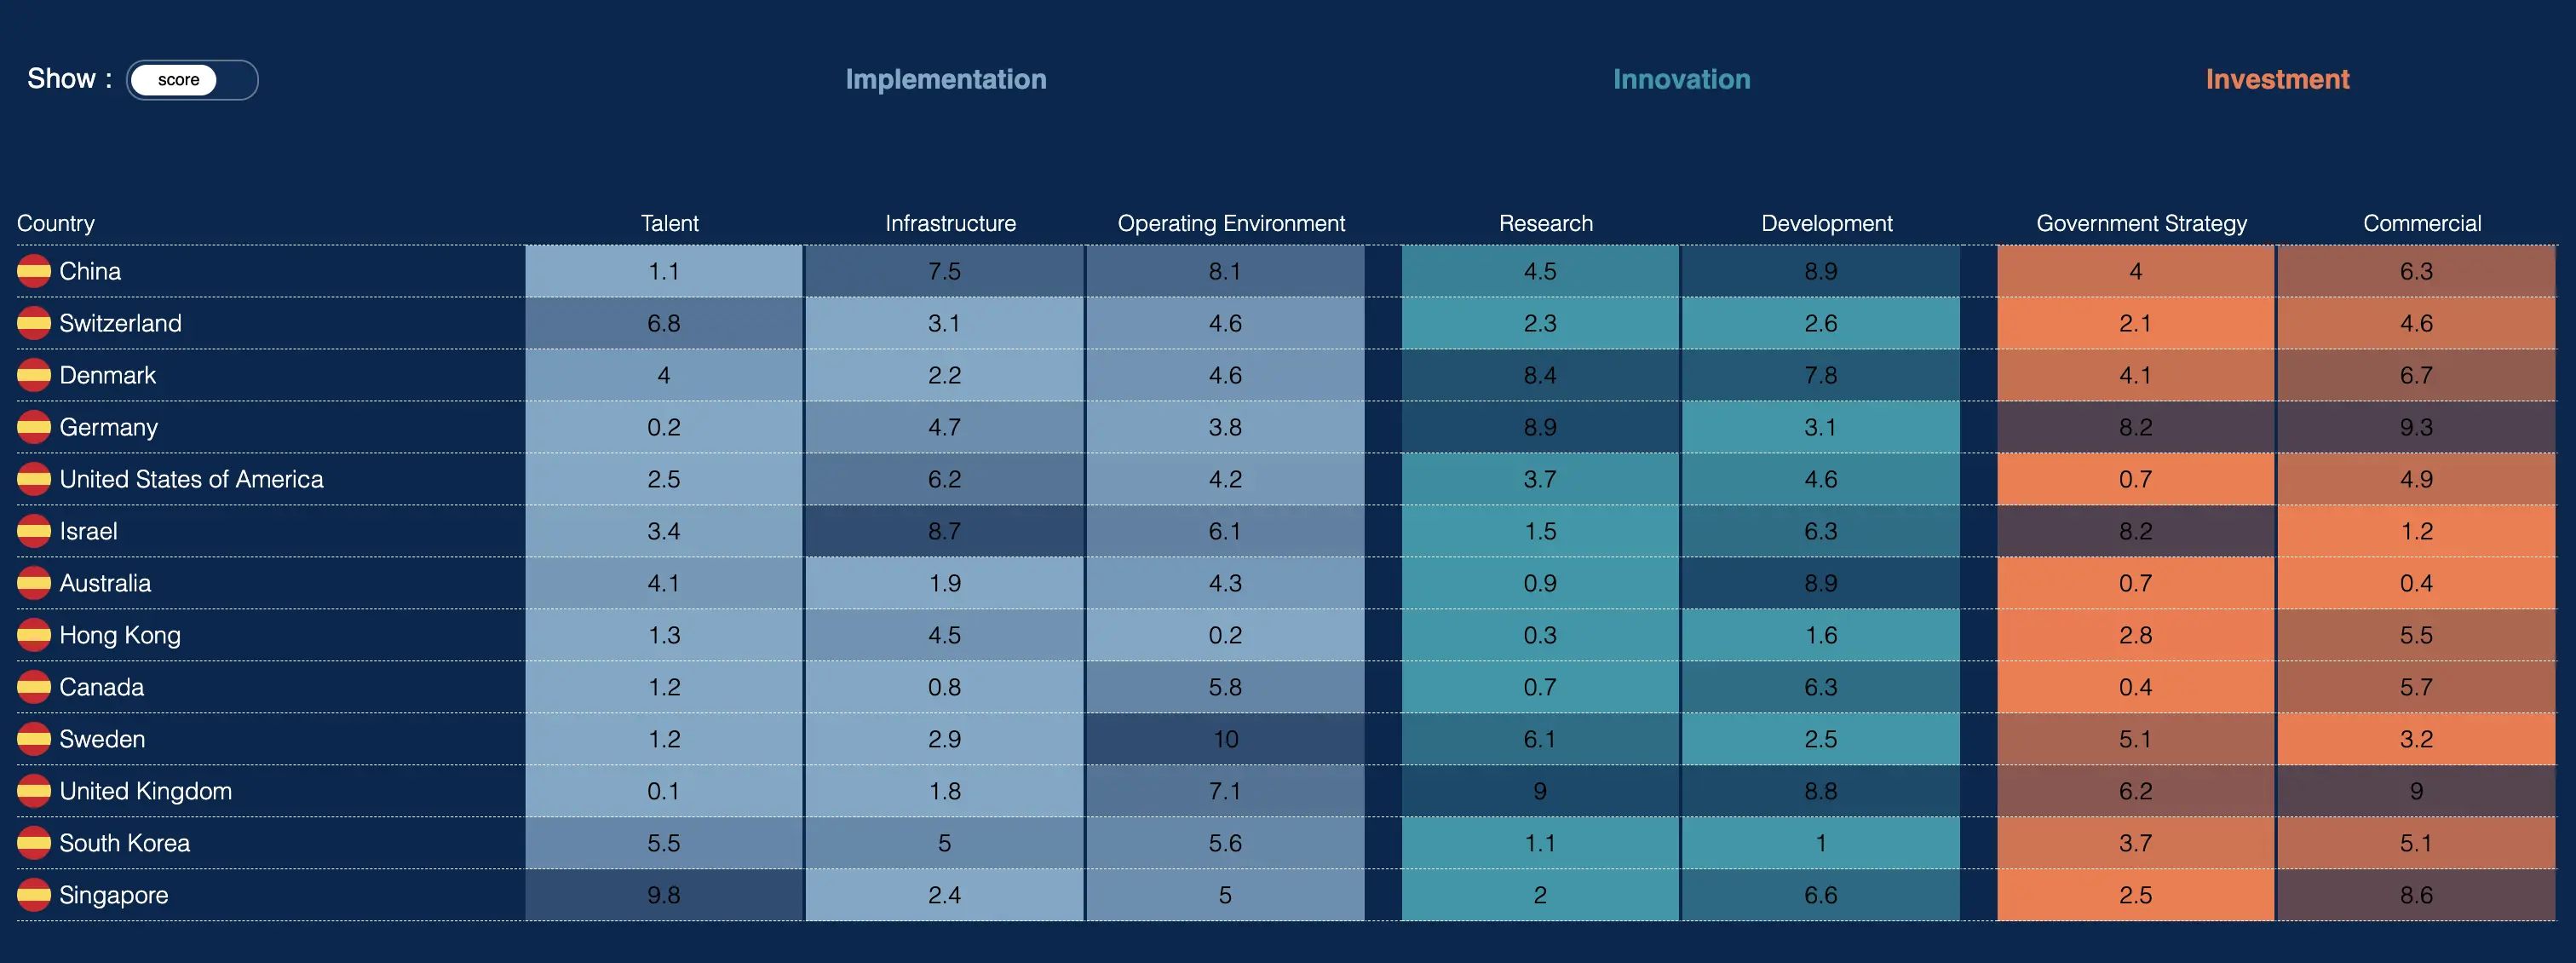 Show : score Implementation Innovation Investment
Country Talent Infrastructure Operating Environment Research Development Government Strategy Commercial
China 1.1 7.5 8.1 4.5 8.9 4 6.3
Switzerland 6.8 3.1 4.6 2.3 2.6 2.1 4.6
Denmark 4 2.2 4.6 8.4 7.8 4.1 6.7
Germany 0.2 4.7 3.8 8.9 3.1 8.2 9.3
United States of America 2.5 6.2 4.2 3.7 4.6 0.7 4.9
Israel 3.4 8.7 6.1 1.5 6.3 8.2 1.2
Australia 4.1 1.9 4.3 0.9 8.9 0.7 0.4
Hong Kong 1.3 4.5 0.2 0.3 1.6 2.8 5.5
Canada 1.2 0.8 5.8 0.7 6.3 0.4 5.7
Sweden 1.2 2.9 10 6.1 2.5 5.1 3.2
United Kingdom 0.1 1.8 7.1 9 8.8 6.2 9
South Korea 5.5 5 5.6 1.1 1 3.7 5.1
Singapore 9.8 2.4 5 2 6.6 2.5 8.6